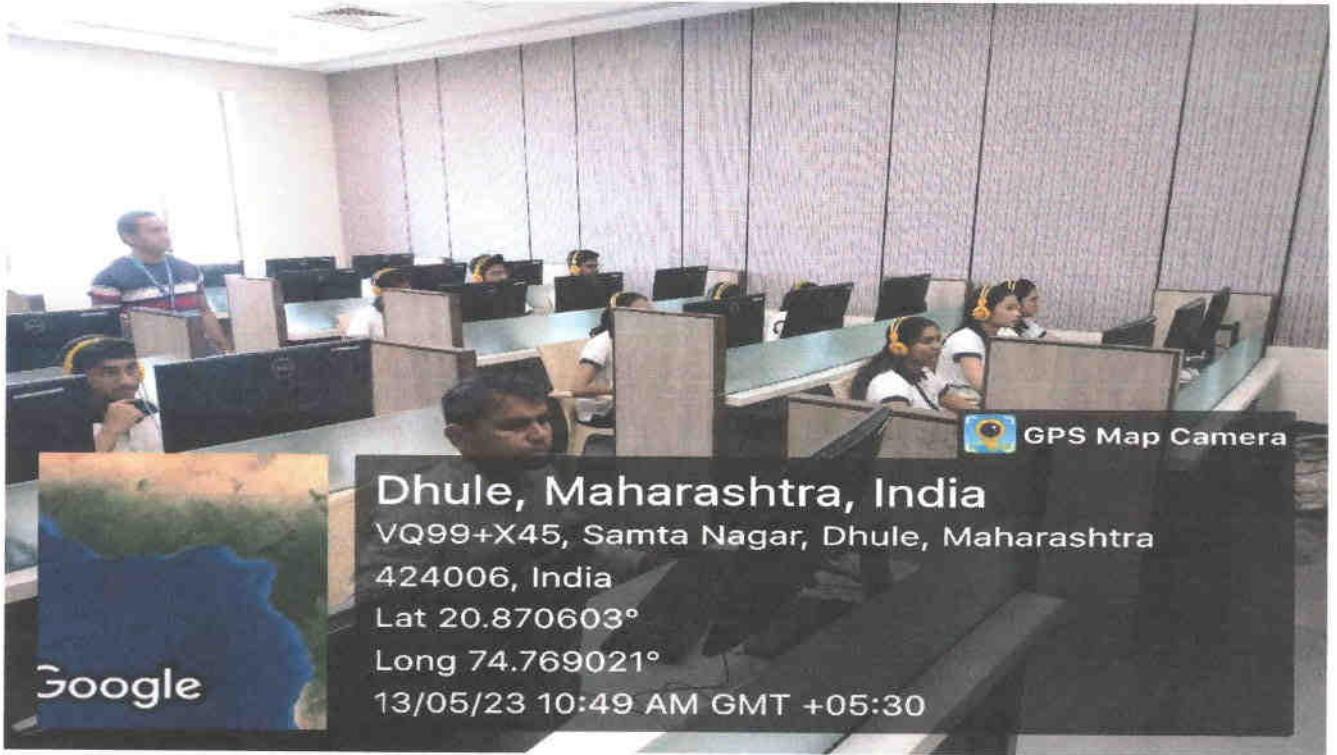 GPS Map Camera
Dhule, Maharashtra, India
VQ99+X45, Samta Nagar, Dhule, Maharashtra
424006, India
Lat 20.870603°
Long 74.769021°
13/05/23 10:49 AM GMT +05:30
Google